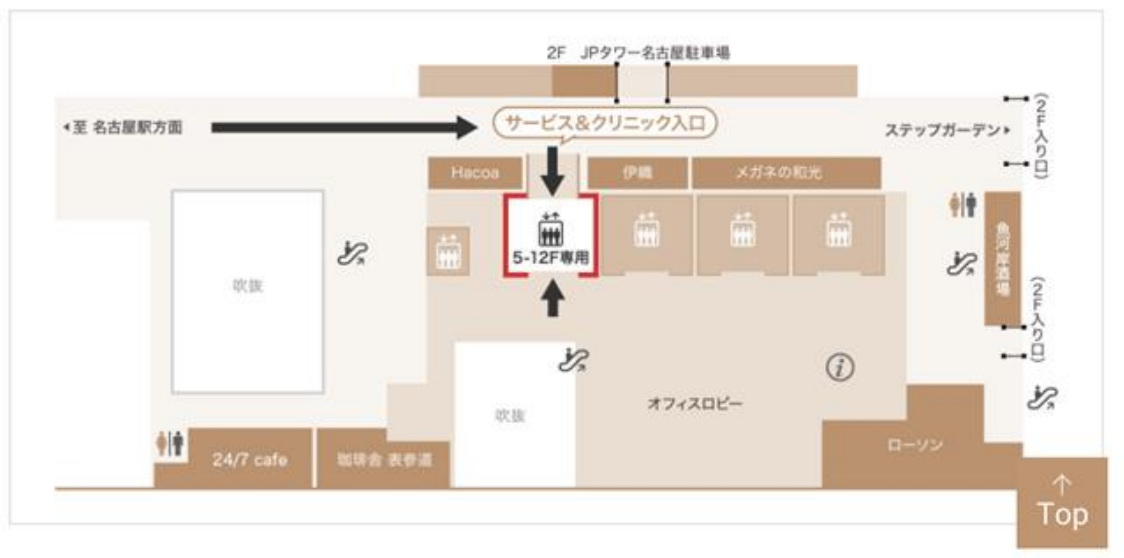 2F JPタワー名古屋駐車場
◂至 名古屋駅方面
サービス&クリニック入口
ステップガーデン▸
(2F入り口)
Hacoa
伊織
メガネの和光
5-12F専用
魚河岸酒場
吹抜
(2F入り口)
吹抜
オフィスロビー
i
24/7 cafe
珈琲舎 表参道
ローソン
↑
Top